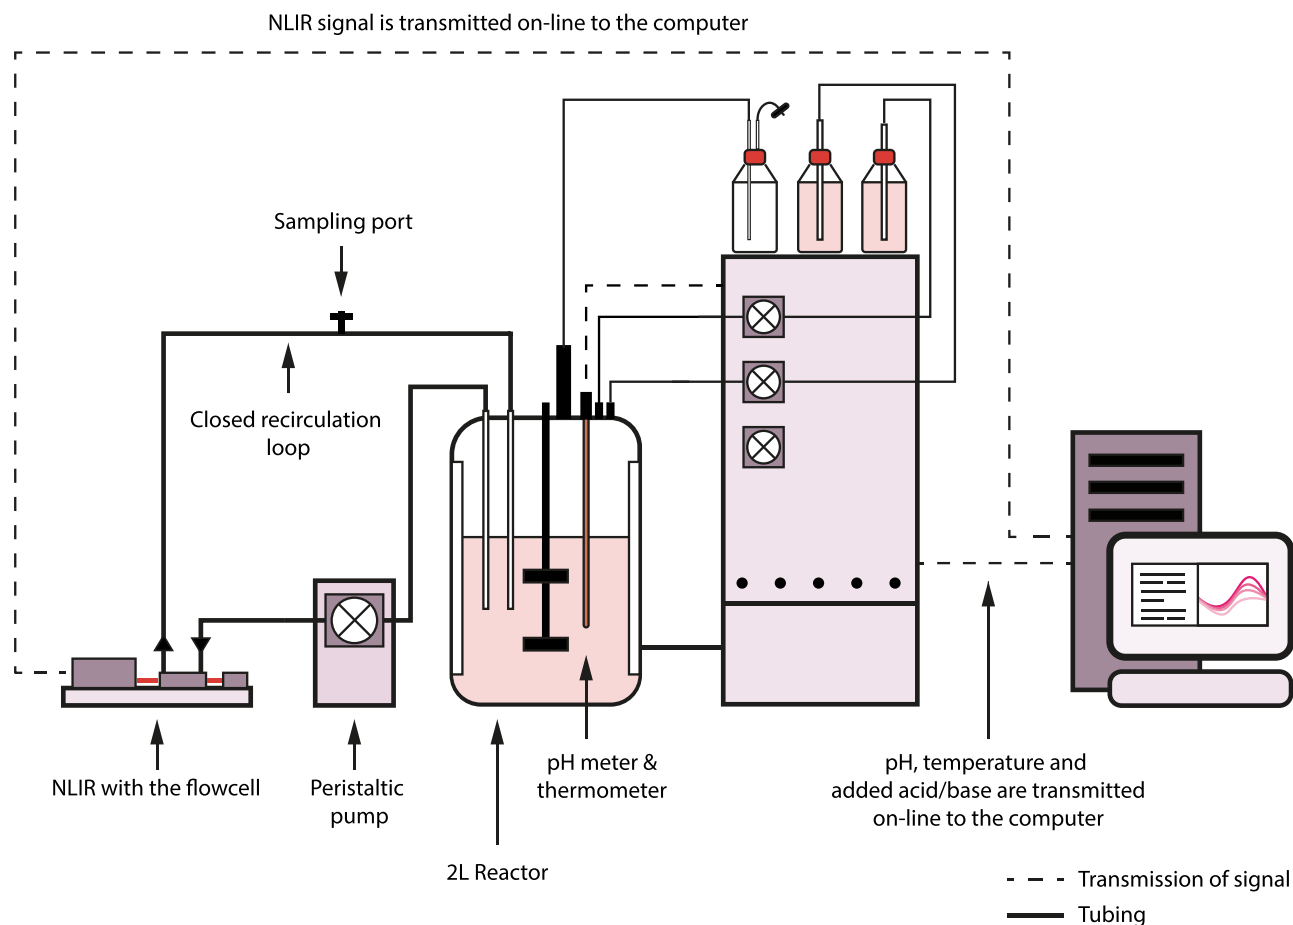 NLIR signal is transmitted on-line to the computer
Sampling port
Closed recirculation
loop
NLIR with the flowcell
Peristaltic
pump
pH meter &
thermometer
2L Reactor
pH, temperature and
added acid/base are transmitted
on-line to the computer
Transmission of signal
Tubing